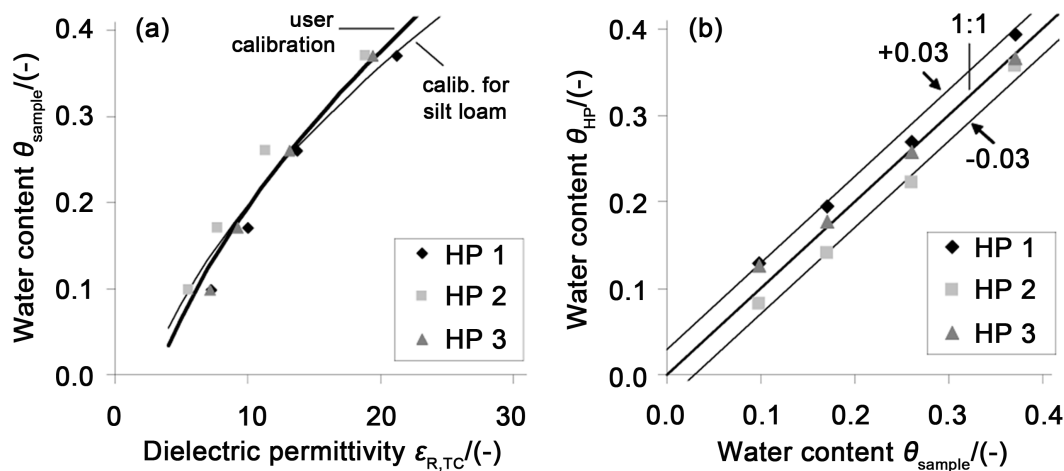 (a)
user
calibration
calib. for
silt loam
Water content θsample/(-)
0.4
0.3
0.2
0.1
0.0
HP 1
HP 2
HP 3
0 10 20 30
Dielectric permittivity εR,TC/(-)
(b)
1:1
+0.03
-0.03
Water content θHP/(-)
0.4
0.3
0.2
0.1
0.0
HP 1
HP 2
HP 3
0.0 0.1 0.2 0.3 0.4
Water content θsample/(-)